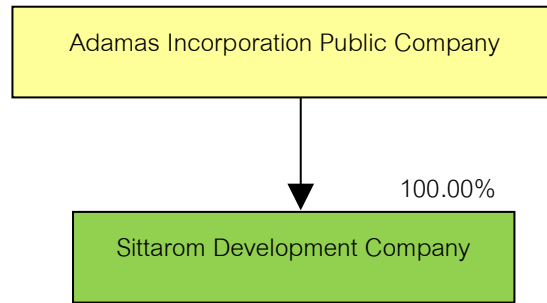 Adamas Incorporation Public Company
100.00%
Sittarom Development Company